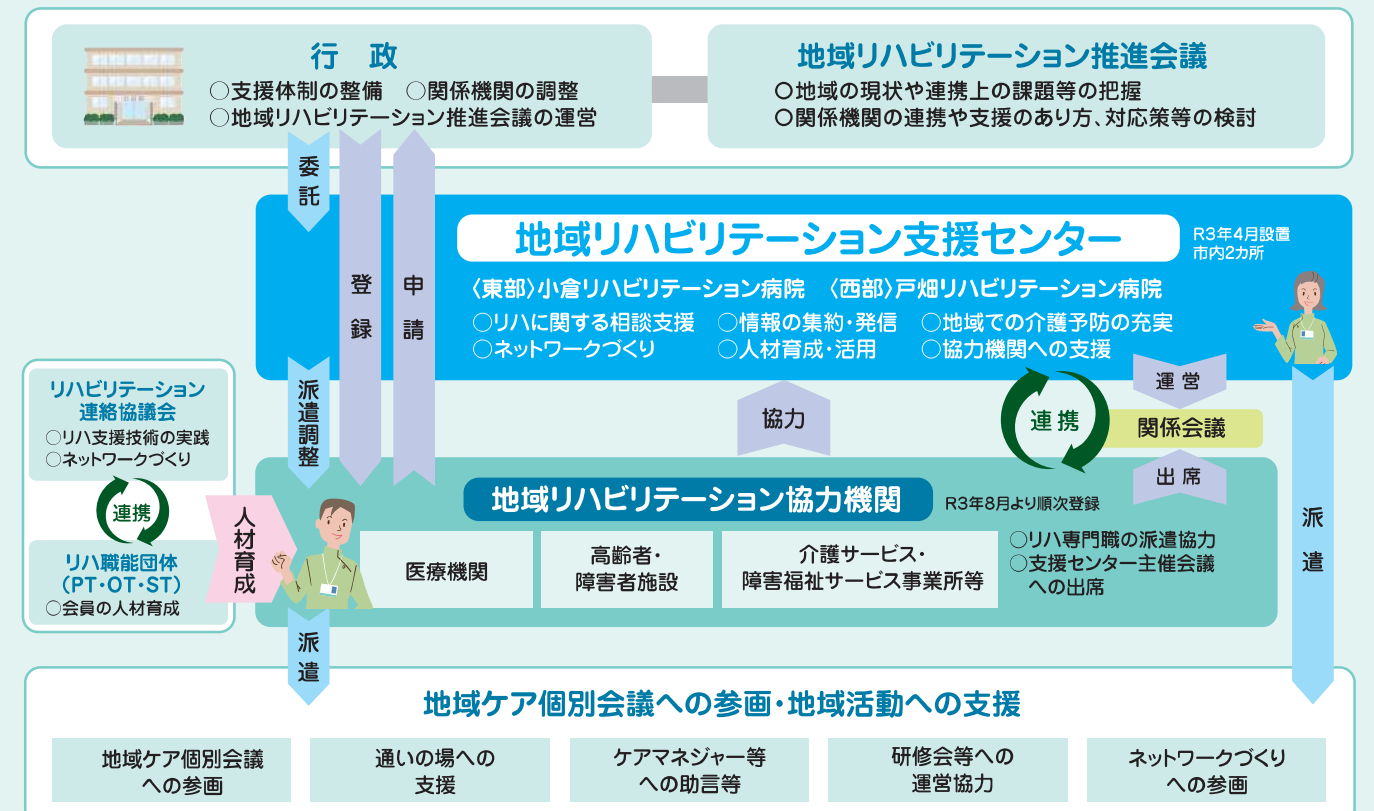 行　政
○支援体制の整備　○関係機関の調整
○地域リハビリテーション推進会議の運営
地域リハビリテーション推進会議
○地域の現状や連携上の課題等の把握
○関係機関の連携や支援のあり方、対応策等の検討
委託
登録
申請
地域リハビリテーション支援センター
R3年4月設置
市内2カ所
〈東部〉小倉リハビリテーション病院　〈西部〉戸畑リハビリテーション病院
○リハに関する相談支援　○情報の集約・発信　○地域での介護予防の充実
○ネットワークづくり　○人材育成・活用　○協力機関への支援
派遣調整
協力
連携
運営
関係会議
出席
派遣
リハビリテーション
連絡協議会
○リハ支援技術の実践
○ネットワークづくり
連携
リハ職能団体
（PT・OT・ST）
○会員の人材育成
人材育成
地域リハビリテーション協力機関
R3年8月より順次登録
医療機関
高齢者・
障害者施設
介護サービス・
障害福祉サービス事業所等
○リハ専門職の派遣協力
○支援センター主催会議
への出席
派遣
地域ケア個別会議への参画・地域活動への支援
地域ケア個別会議
への参画
通いの場への
支援
ケアマネジャー等
への助言等
研修会等への
運営協力
ネットワークづくり
への参画